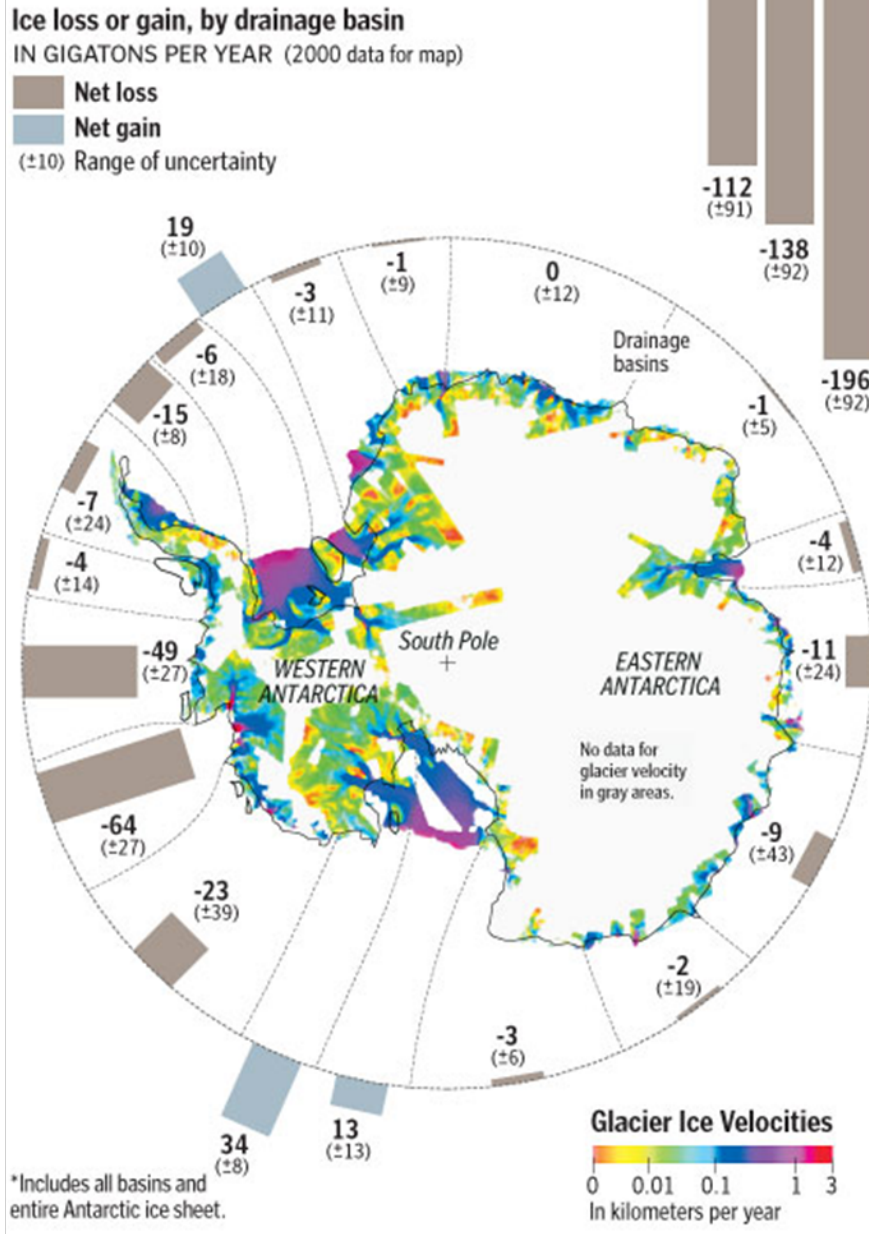 Ice loss or gain, by drainage basin
IN GIGATONS PER YEAR (2000 data for map)
Net loss
Net gain
(±10) Range of uncertainty
-112
(±91)
-138
(±92)
-196
(±92)
19
(±10)
-3
(±11)
-1
(±9)
0
(±12)
Drainage
basins
-1
(±5)
-6
(±18)
-15
(±8)
-7
(±24)
-4
(±14)
-4
(±12)
-49
(±27)
WESTERN
ANTARCTICA
South Pole
EASTERN
ANTARCTICA
-11
(±24)
No data for
glacier velocity
in gray areas.
-64
(±27)
-9
(±43)
-23
(±39)
-2
(±19)
-3
(±6)
34
(±8)
13
(±13)
*Includes all basins and
entire Antarctic ice sheet.
Glacier Ice Velocities
0 0.01 0.1 1 3
In kilometers per year